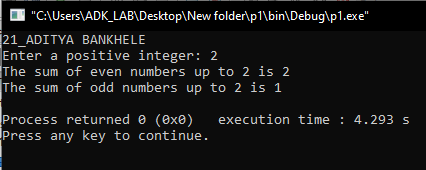 "C:\Users\ADK_LAB\Desktop\New folder\p1\bin\Debug\p1.exe"
21_ADITYA BANKHELE
Enter a positive integer: 2
The sum of even numbers up to 2 is 2
The sum of odd numbers up to 2 is 1
Process returned 0 (0x0)   execution time : 4.293 s
Press any key to continue.